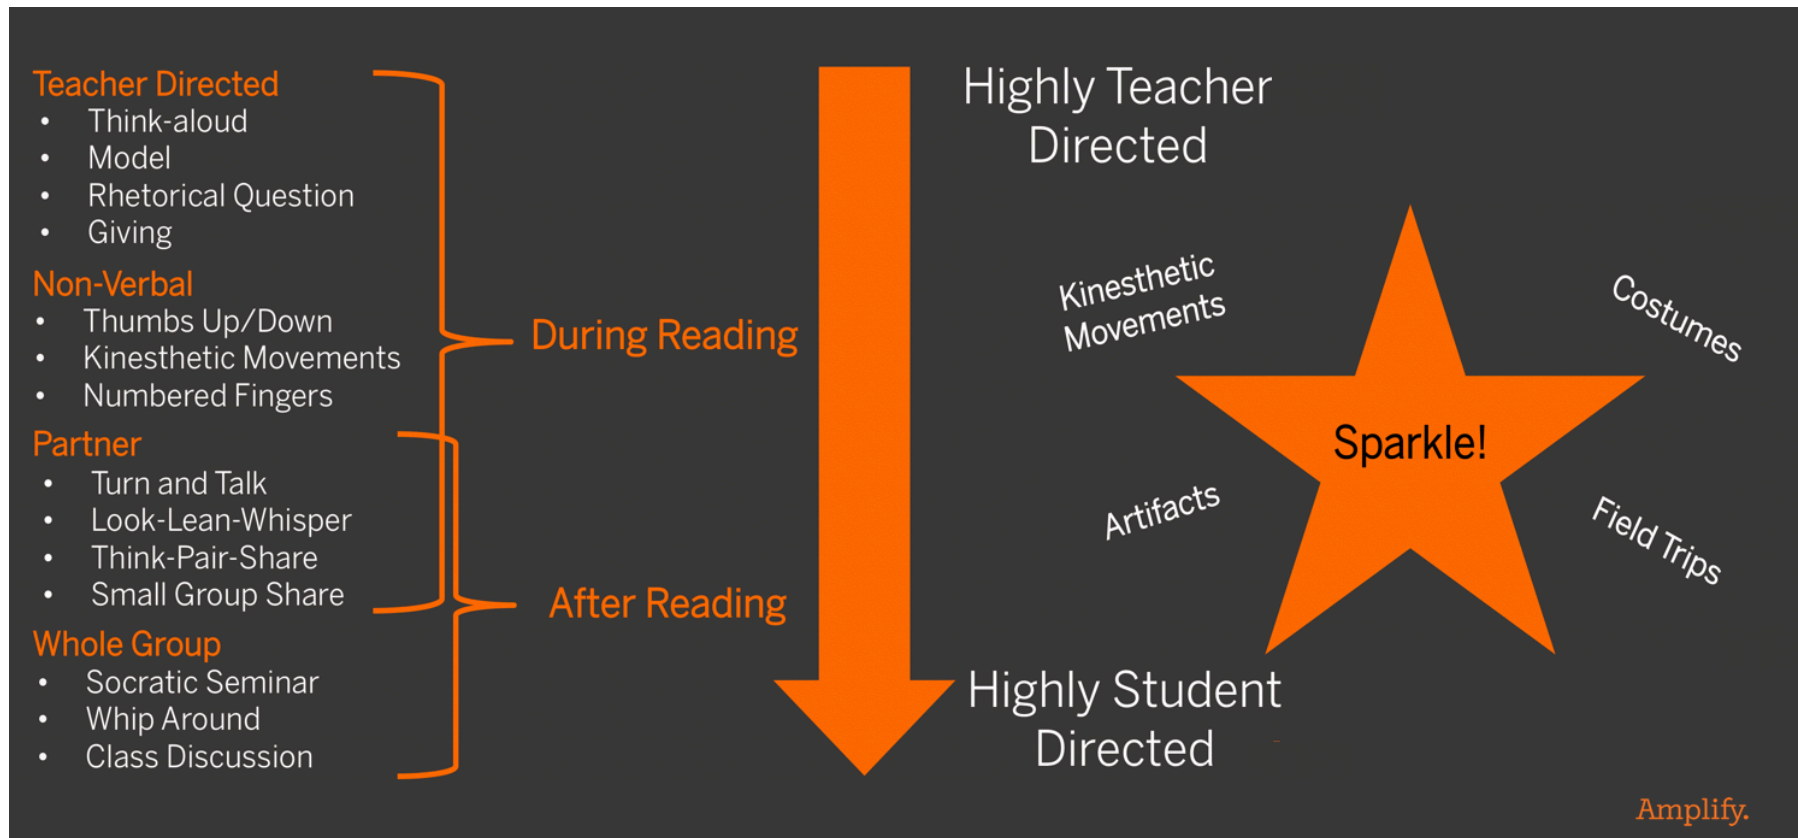 Teacher Directed
• Think-aloud
• Model
• Rhetorical Question
• Giving
Non-Verbal
• Thumbs Up/Down
• Kinesthetic Movements
• Numbered Fingers
Partner
• Turn and Talk
• Look-Lean-Whisper
• Think-Pair-Share
• Small Group Share
Whole Group
• Socratic Seminar
• Whip Around
• Class Discussion
During Reading
After Reading
Highly Teacher
Directed
Highly Student
Directed
Kinesthetic
Movements
Costumes
Sparkle!
Artifacts
Field Trips
Amplify.